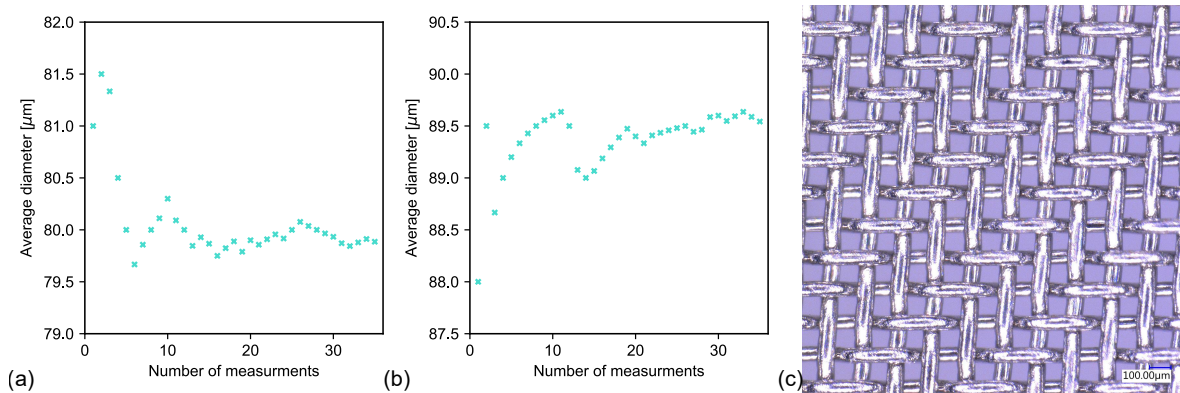 82.0
81.5
81.0
80.5
80.0
79.5
79.0
0 10 20 30
Average diameter [µm]
Number of measurments
(a)
90.5
90.0
89.5
89.0
88.5
88.0
87.5
0 10 20 30
Average diameter [µm]
Number of measurments
(b)
100.00µm
(c)